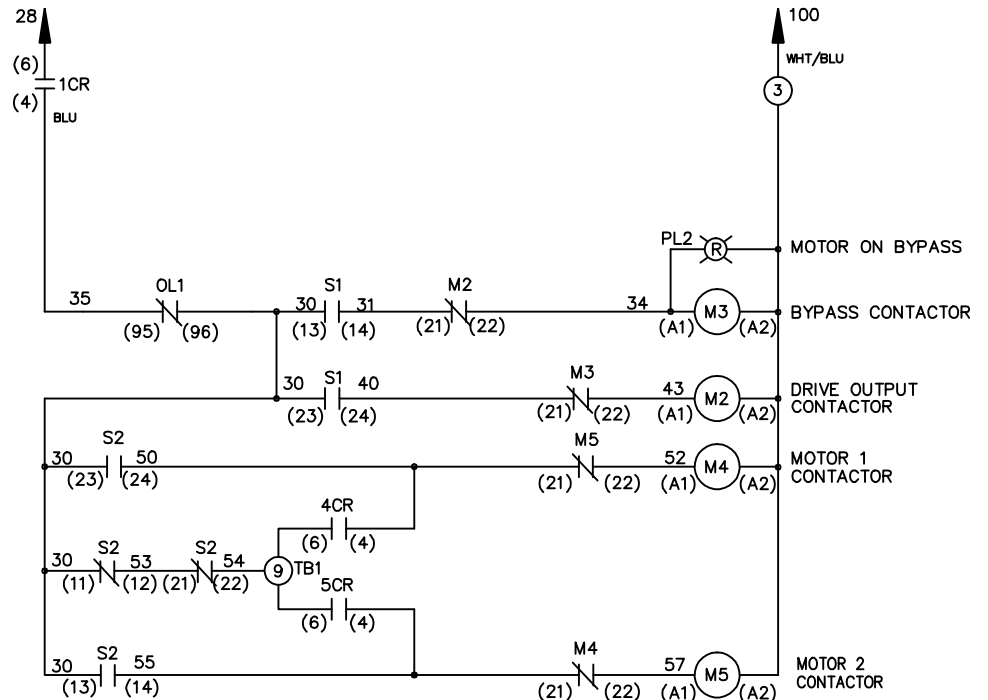 28
100
(6)
1CR
(4)
BLU
WHT/BLU
3
PL2
R
MOTOR ON BYPASS
35
OL1
(95) (96)
30 S1 31
(13) (14)
M2
(21) (22)
34
M3
(A1) (A2)
BYPASS CONTACTOR
30 S1 40
(23) (24)
M3
(21) (22)
43
M2
(A1) (A2)
DRIVE OUTPUT
CONTACTOR
30 S2 50
(23) (24)
M5
(21) (22)
52
M4
(A1) (A2)
MOTOR 1
CONTACTOR
4CR
(6) (4)
30 S2 53 S2 54
(11) (12) (21) (22)
9 TB1
5CR
(6) (4)
30 S2 55
(13) (14)
M4
(21) (22)
57
M5
(A1) (A2)
MOTOR 2
CONTACTOR